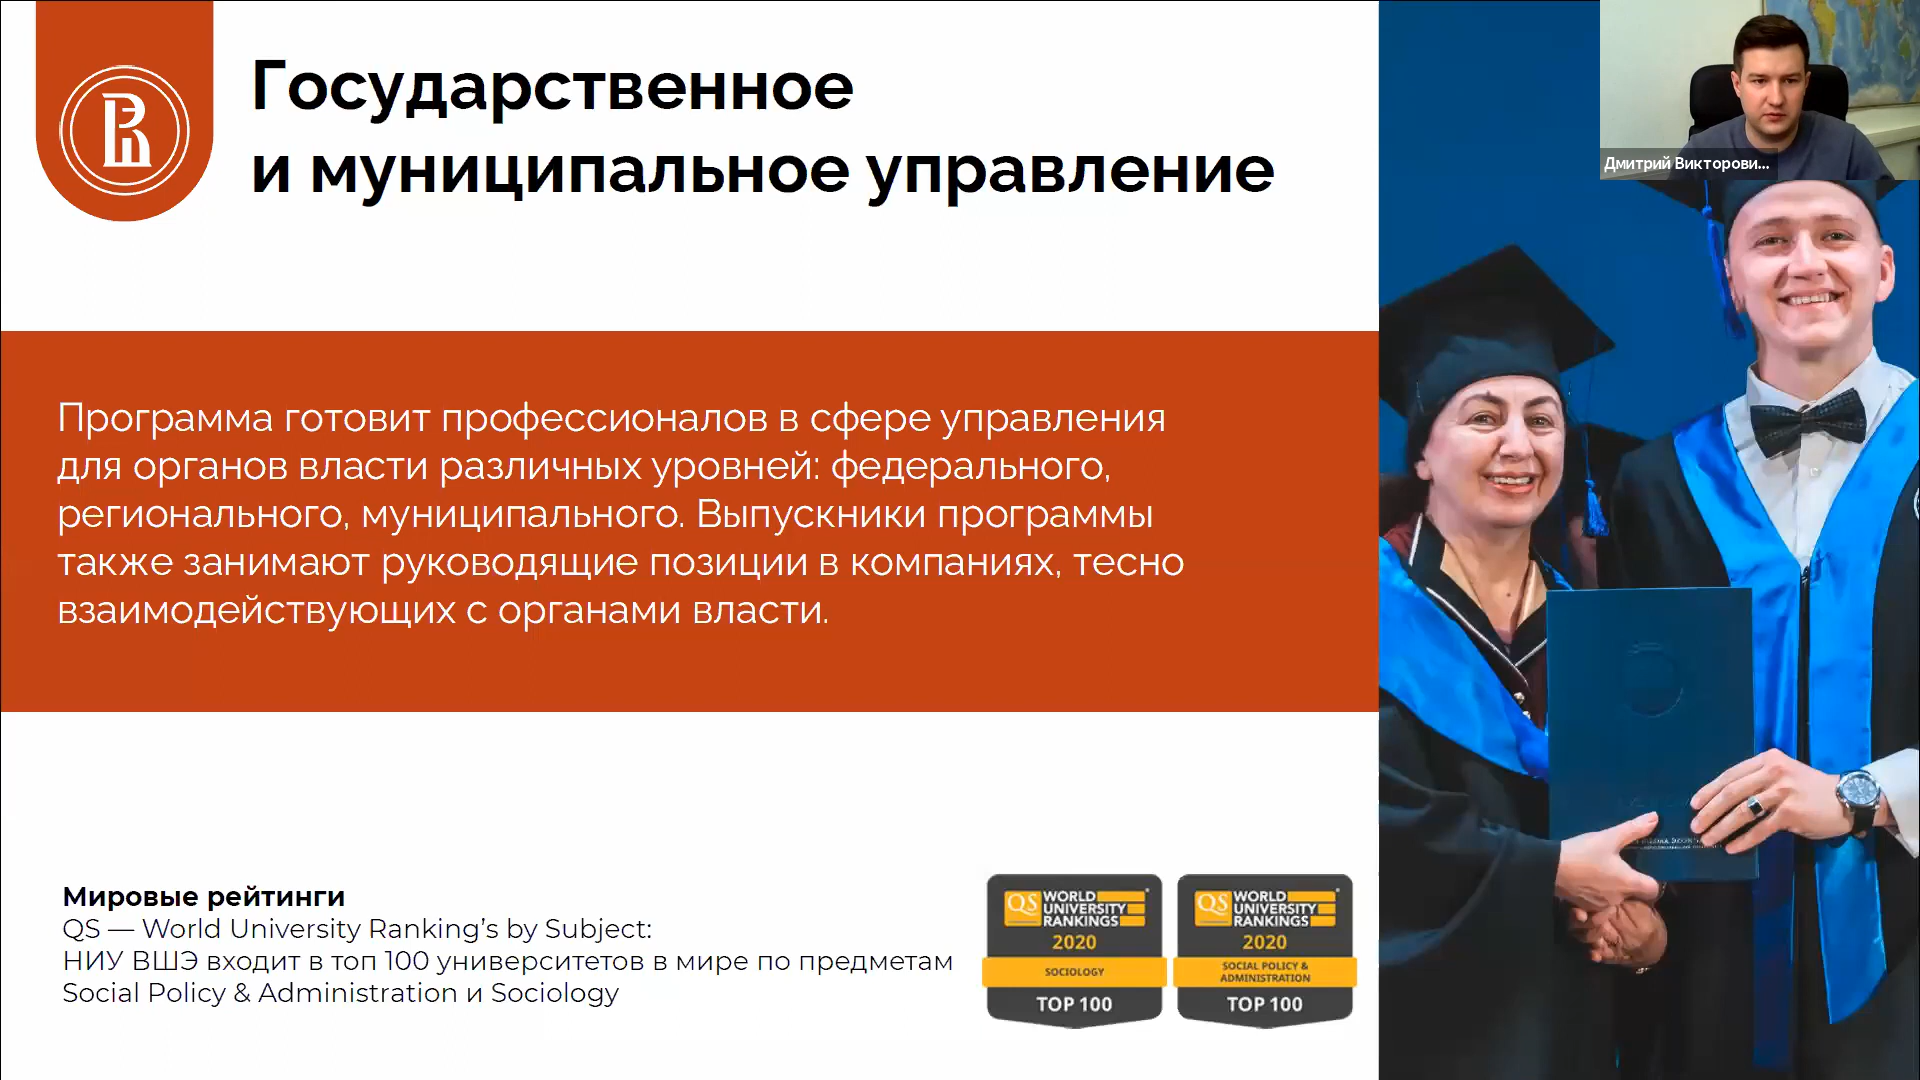 Государственное
и муниципальное управление
Дмитрий Викторови...
Программа готовит профессионалов в сфере управления
для органов власти различных уровней: федерального,
регионального, муниципального. Выпускники программы
также занимают руководящие позиции в компаниях, тесно
взаимодействующих с органами власти.
Мировые рейтинги
QS — World University Ranking’s by Subject:
НИУ ВШЭ входит в топ 100 университетов в мире по предметам
Social Policy & Administration и Sociology
QS WORLD
UNIVERSITY
RANKINGS
2020
SOCIOLOGY
TOP 100
QS WORLD
UNIVERSITY
RANKINGS
2020
SOCIAL POLICY &
ADMINISTRATION
TOP 100